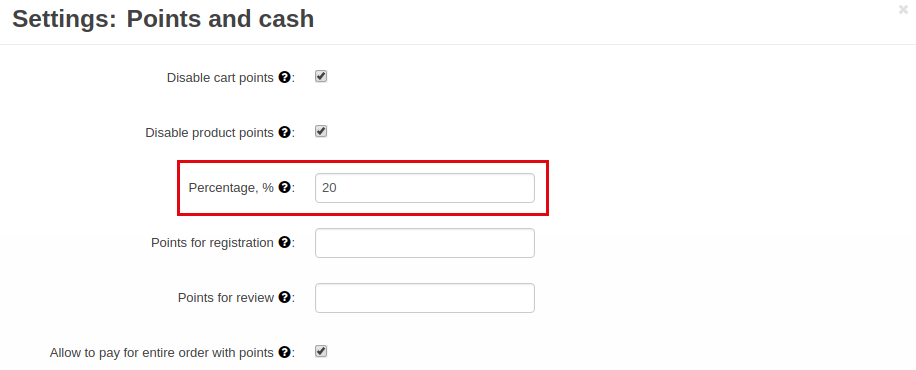 Settings: Points and cash
Disable cart points ?:
Disable product points ?:
Percentage, % ?: 20
Points for registration ?:
Points for review ?:
Allow to pay for entire order with points ?: